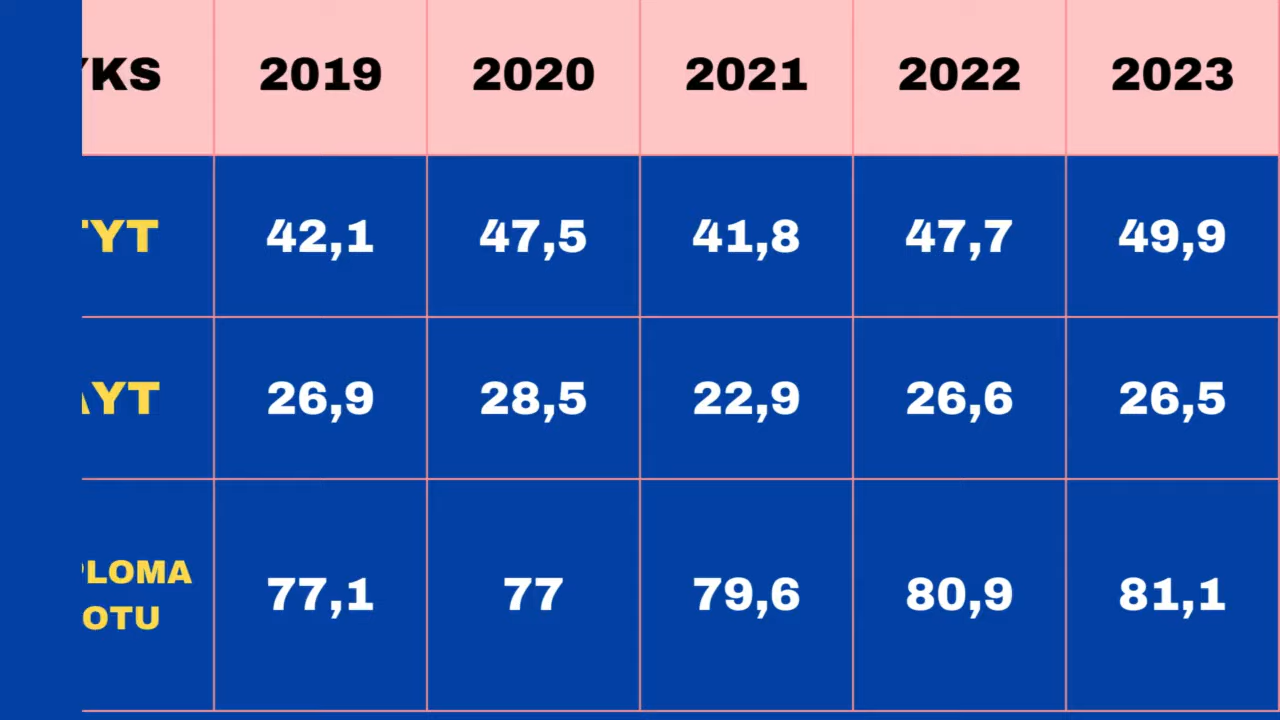 YKS 2019 2020 2021 2022 2023
TYT 42,1 47,5 41,8 47,7 49,9
AYT 26,9 28,5 22,9 26,6 26,5
PLOMA
OTU 77,1 77 79,6 80,9 81,1